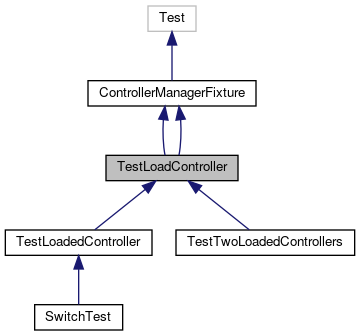 Test
ControllerManagerFixture
TestLoadController
TestLoadedController
TestTwoLoadedControllers
SwitchTest